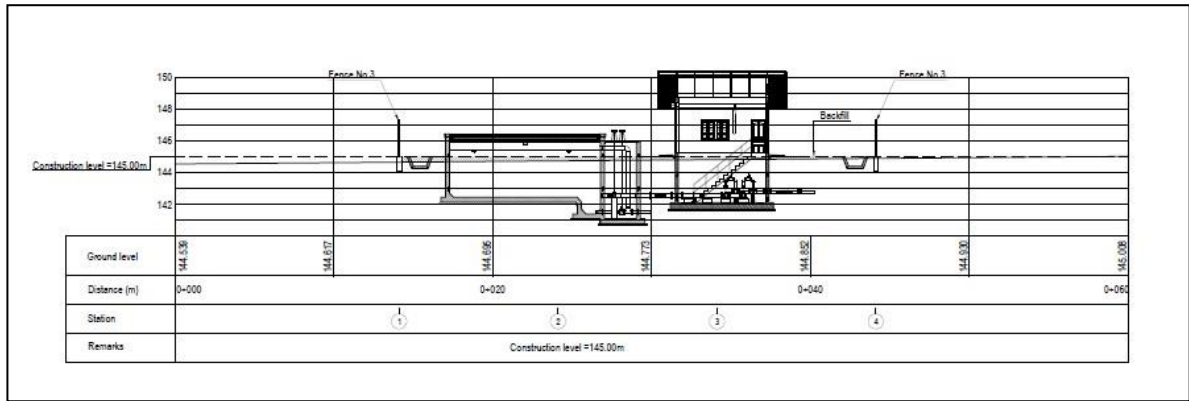 Fence No.3
Fence No.3
150
148
Backfill
146
Construction level =145.00m
144
142
Ground level
144.539
144.617
144.695
144.773
144.852
144.930
145.008
Distance (m)
0+000
0+020
0+040
0+060
Station
1
2
3
4
Remarks
Construction level =145.00m